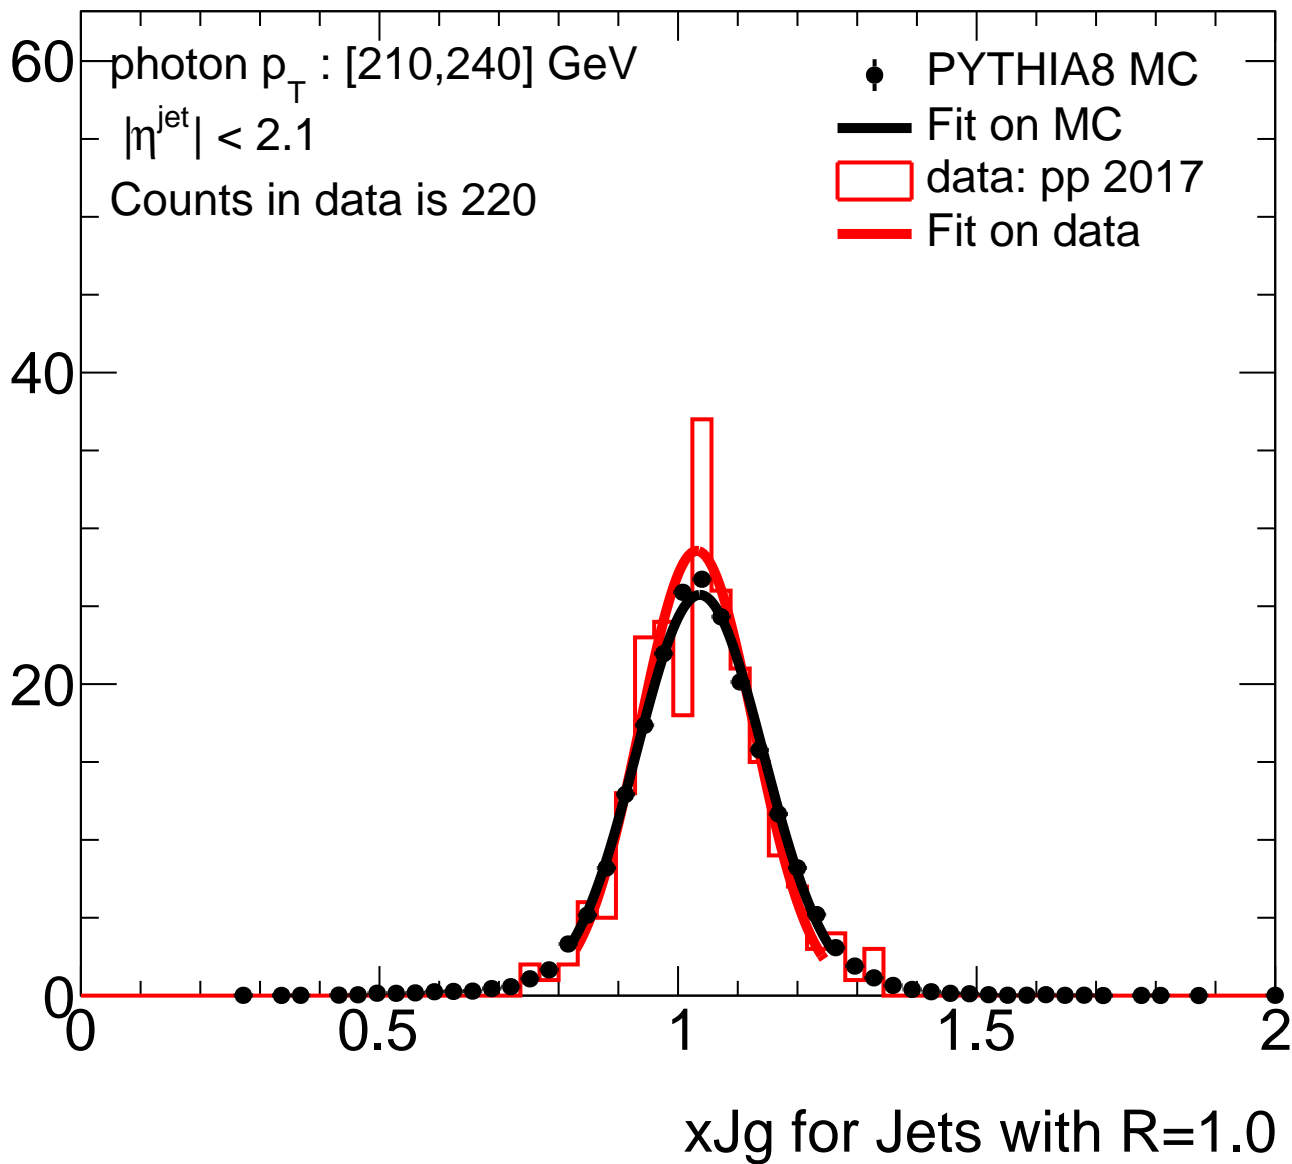 60
photon p_T : [210,240] GeV
|η^jet| < 2.1
Counts in data is 220
PYTHIA8 MC
Fit on MC
data: pp 2017
Fit on data
40
20
0
0 0.5 1 1.5 2
xJg for Jets with R=1.0